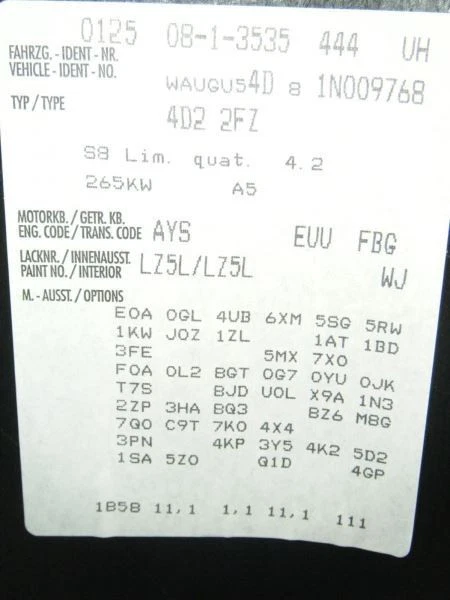 0125 08-1-3535 444 UH
FAHRZG. - IDENT - NR.
VEHICLE - IDENT - NO. WAUGU54D 8 1N009768
TYP / TYPE 4D2 2FZ
S8 Lim. quat. 4.2
265KW A5
MOTORKB. / GETR. KB.
ENG. CODE / TRANS. CODE AYS EUU FBG
LACKNR. / INNENAUSST.
PAINT NO. / INTERIOR LZ5L/LZ5L WJ
M. - AUSST. / OPTIONS
E0A 0GL 4UB 6XM 5SG 5RW
1KW J0Z 1ZL 1AT 1BD
3FE 5MX 7X0
F0A 0L2 8GT 0G7 0YU 0JK
T7S 8JD U0L X9A 1N3
2ZP 3HA 8Q3 BZ6 M8G
7Q0 C9T 7K0 4X4
3PN 4KP 3Y5 4K2 5D2
1SA 5Z0 Q1D 4GP
1858 11,1 1,1 11,1 111